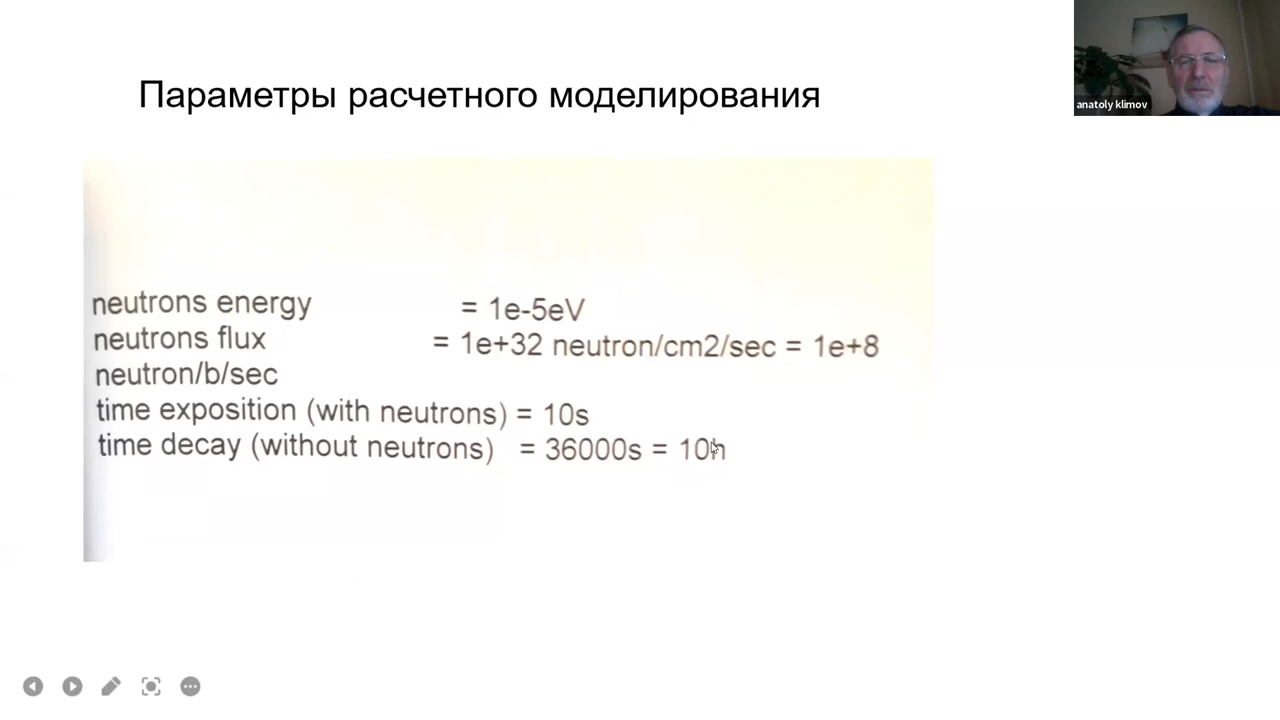 Параметры расчетного моделирования
anatoly klimov
neutrons energy = 1e-5eV
neutrons flux = 1e+32 neutron/cm2/sec = 1e+8
neutron/b/sec
time exposition (with neutrons) = 10s
time decay (without neutrons) = 36000s = 10h